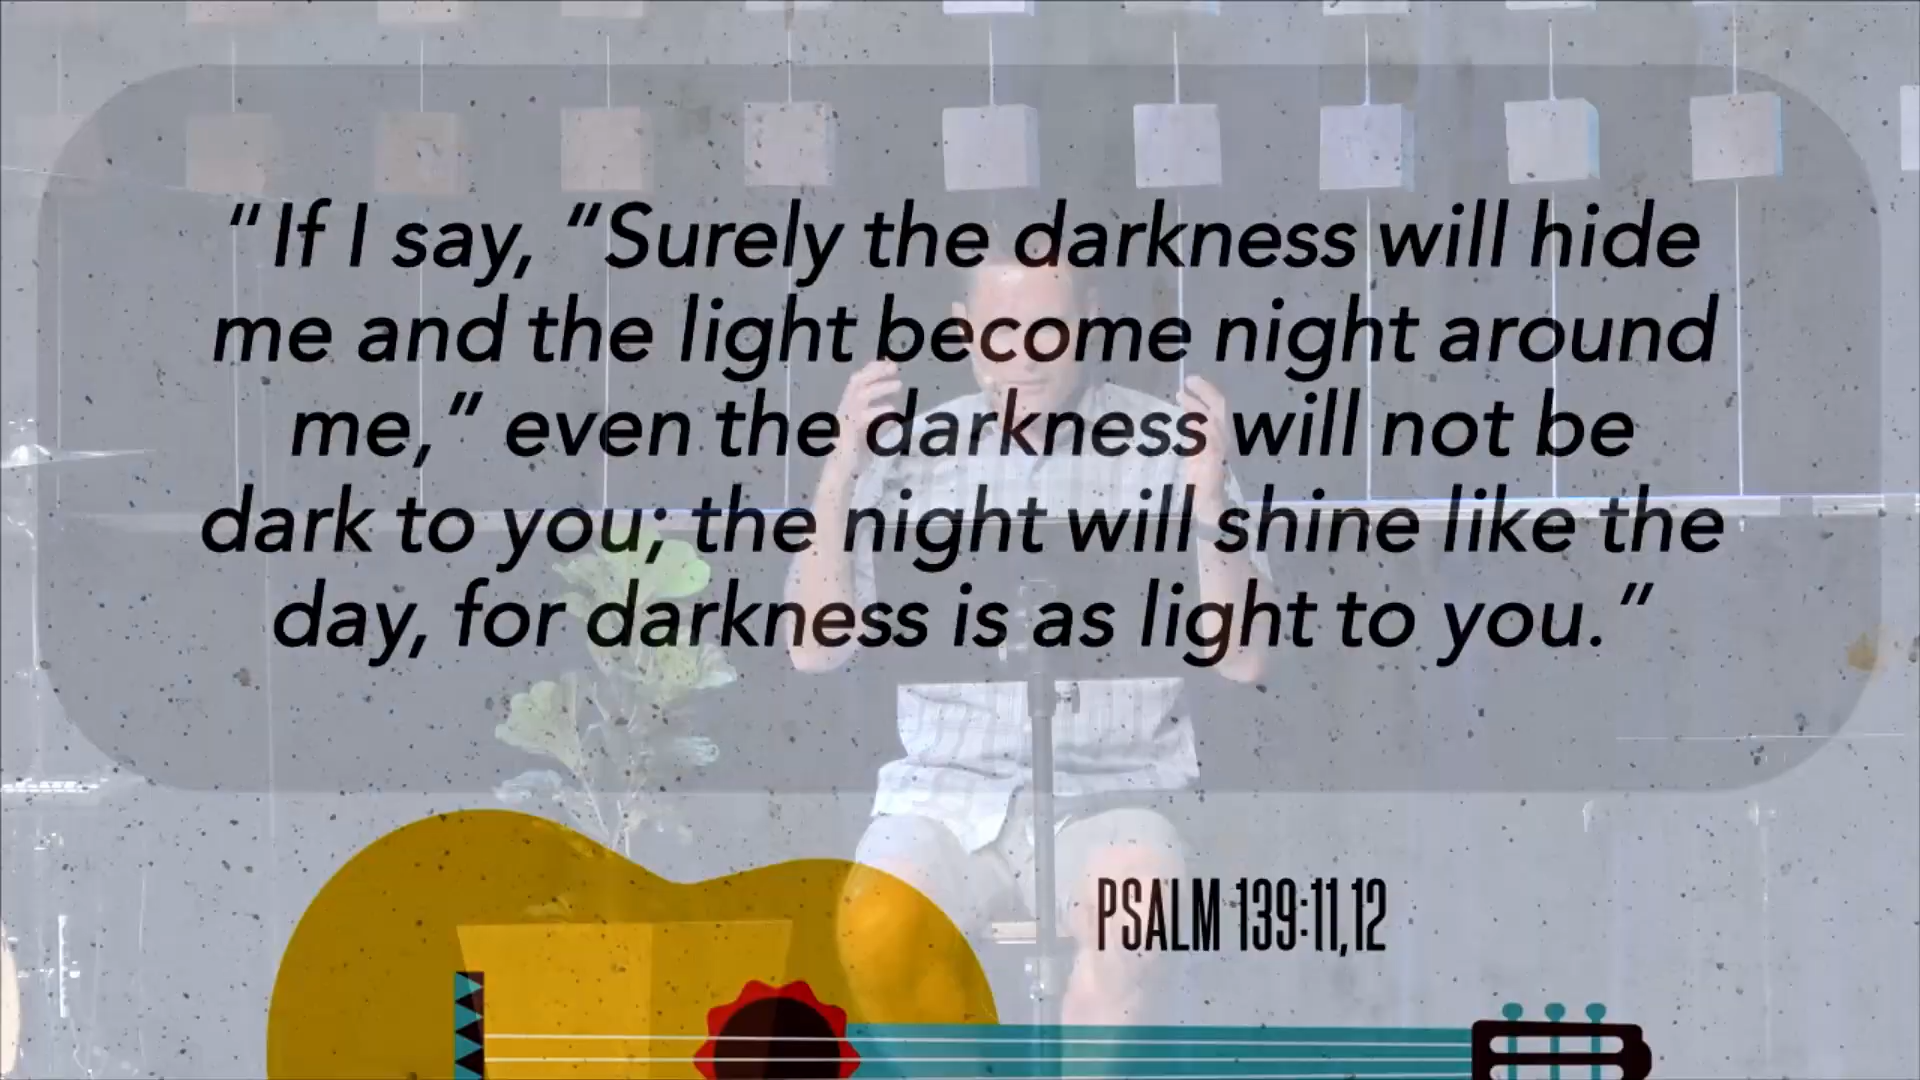 “If I say, “Surely the darkness will hide
me and the light become night around
me,” even the darkness will not be
dark to you; the night will shine like the
day, for darkness is as light to you.”
PSALM 139:11,12